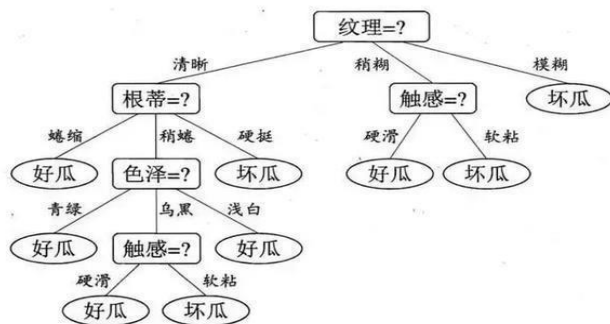 纹理=?
清晰 稍糊 模糊
根蒂=? 触感=? 坏瓜
蜷缩 稍蜷 硬挺 硬滑 软粘
好瓜 色泽=? 坏瓜 好瓜 坏瓜
青绿 乌黑 浅白
好瓜 触感=? 好瓜
硬滑 软粘
好瓜 坏瓜